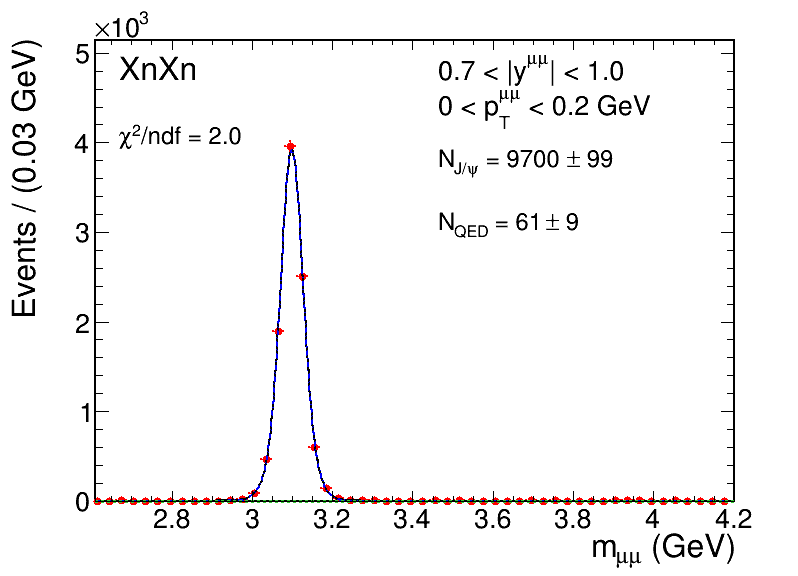 ×10³
XnXn
0.7 < |y^μμ| < 1.0
0 < p_T^μμ < 0.2 GeV
χ²/ndf = 2.0
N_J/ψ = 9700 ± 99
N_QED = 61 ± 9
Events / (0.03 GeV)
5
4
3
2
1
0
2.8 3 3.2 3.4 3.6 3.8 4 4.2
m_μμ (GeV)